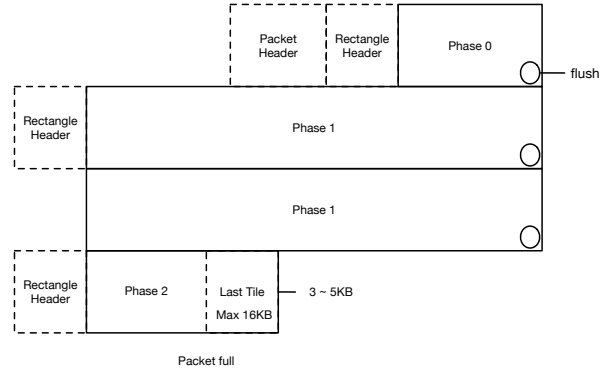 Packet
Header
Rectangle
Header
Phase 0
flush
Rectangle
Header
Phase 1
Phase 1
Rectangle
Header
Phase 2
Last Tile
Max 16KB
3 ~ 5KB
Packet full